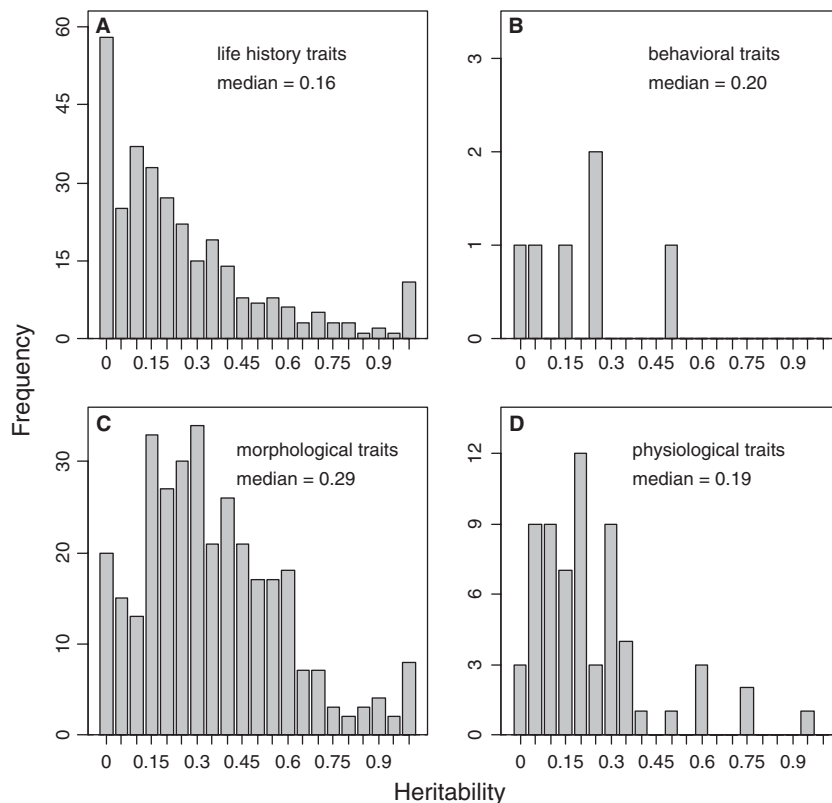 A
life history traits
median = 0.16
60
45
30
15
0
0 0.15 0.3 0.45 0.6 0.75 0.9
B
behavioral traits
median = 0.20
3
2
1
0
0 0.15 0.3 0.45 0.6 0.75 0.9
Frequency
C
morphological traits
median = 0.29
30
20
10
0
0 0.15 0.3 0.45 0.6 0.75 0.9
D
physiological traits
median = 0.19
12
9
6
3
0
0 0.15 0.3 0.45 0.6 0.75 0.9
Heritability